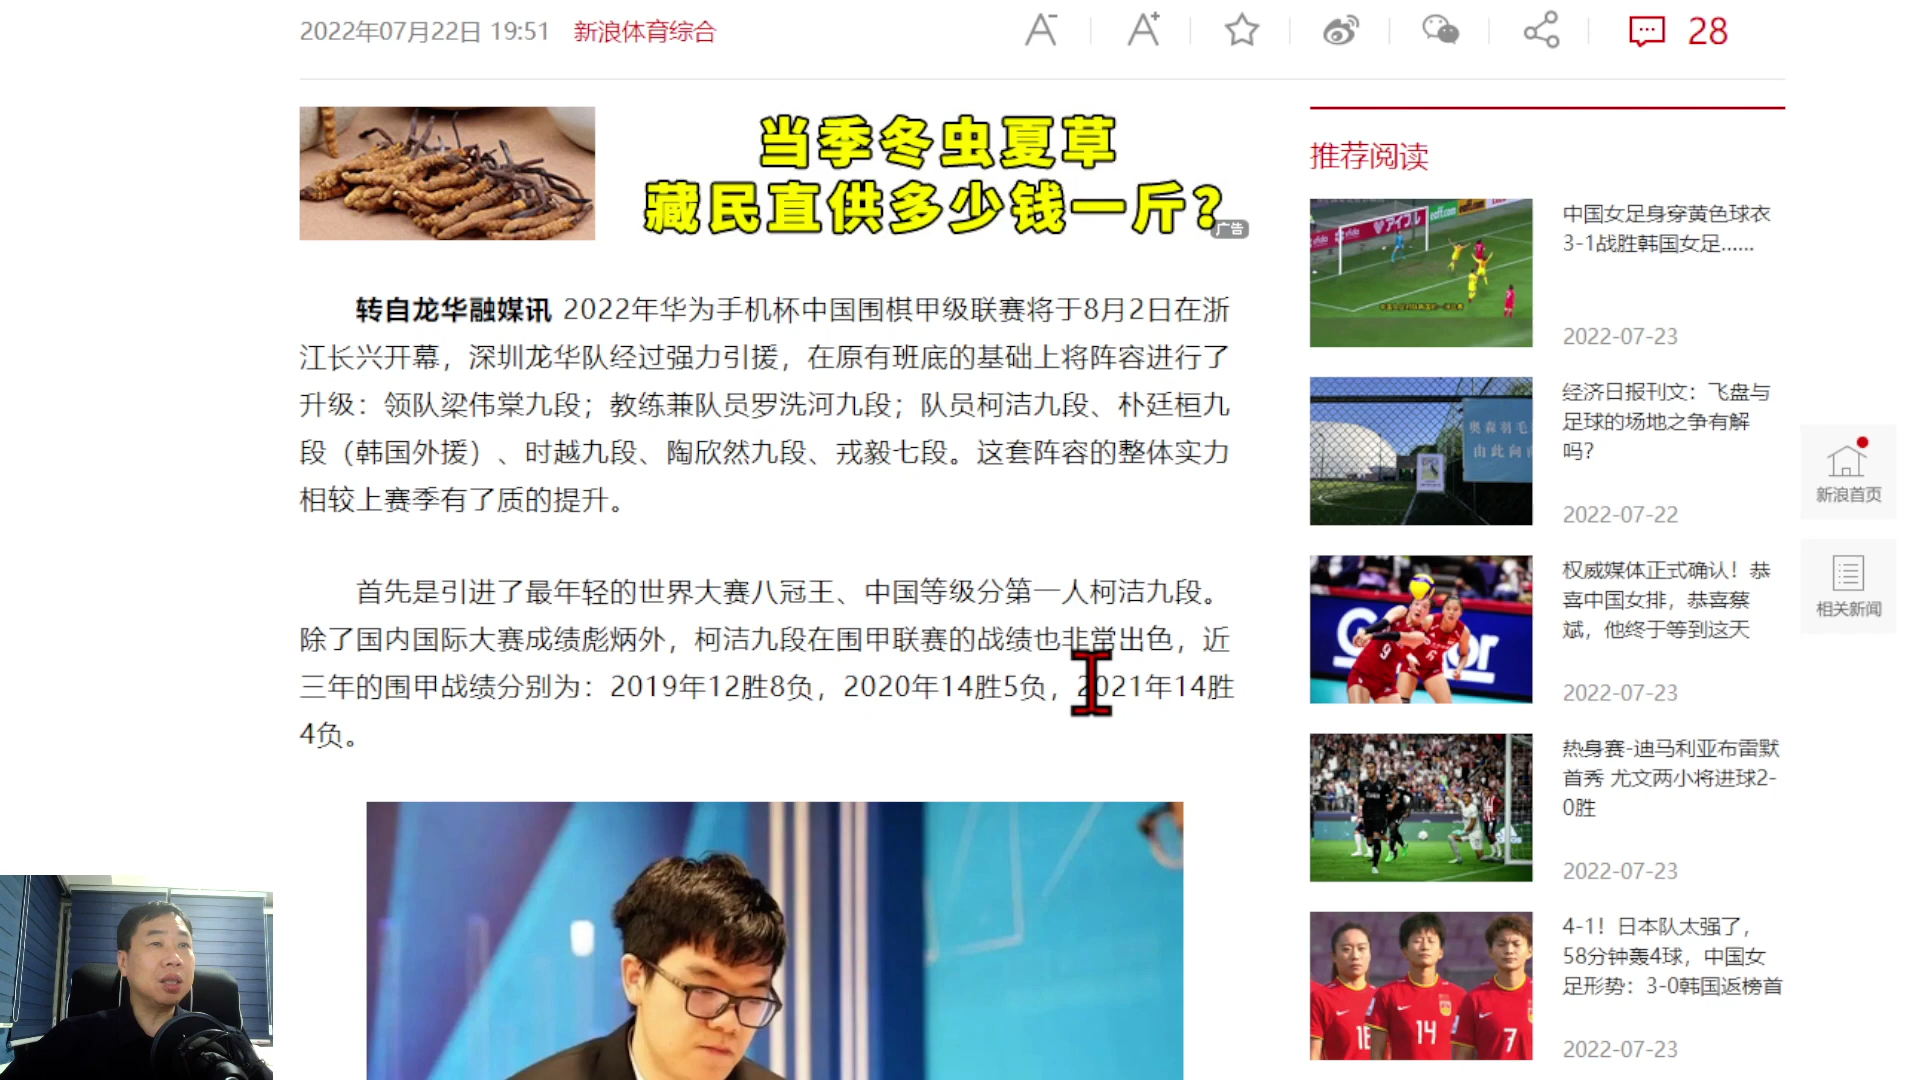 2022年07月22日 19:51 新浪体育综合
28
当季冬虫夏草
藏民直供多少钱一斤？
广告
转自龙华融媒讯 2022年华为手机杯中国围棋甲级联赛将于8月2日在浙
江长兴开幕，深圳龙华队经过强力引援，在原有班底的基础上将阵容进行了
升级：领队梁伟棠九段；教练兼队员罗洗河九段；队员柯洁九段、朴廷桓九
段（韩国外援）、时越九段、陶欣然九段、戎毅七段。这套阵容的整体实力
相较上赛季有了质的提升。
首先是引进了最年轻的世界大赛八冠王、中国等级分第一人柯洁九段。
除了国内国际大赛成绩彪炳外，柯洁九段在围甲联赛的战绩也非常出色，近
三年的围甲战绩分别为：2019年12胜8负，2020年14胜5负，2021年14胜
4负。
推荐阅读
中国女足身穿黄色球衣
3-1战胜韩国女足......
2022-07-23
经济日报刊文：飞盘与
足球的场地之争有解
吗？
2022-07-22
奥森羽毛
由此向
权威媒体正式确认！恭
喜中国女排，恭喜蔡
斌，他终于等到这天
2022-07-23
9
6
热身赛-迪马利亚布雷默
首秀 尤文两小将进球2-
0胜
2022-07-23
4-1！日本队太强了，
58分钟轰4球，中国女
足形势：3-0韩国返榜首
2022-07-23
16
14
7
新浪首页
相关新闻